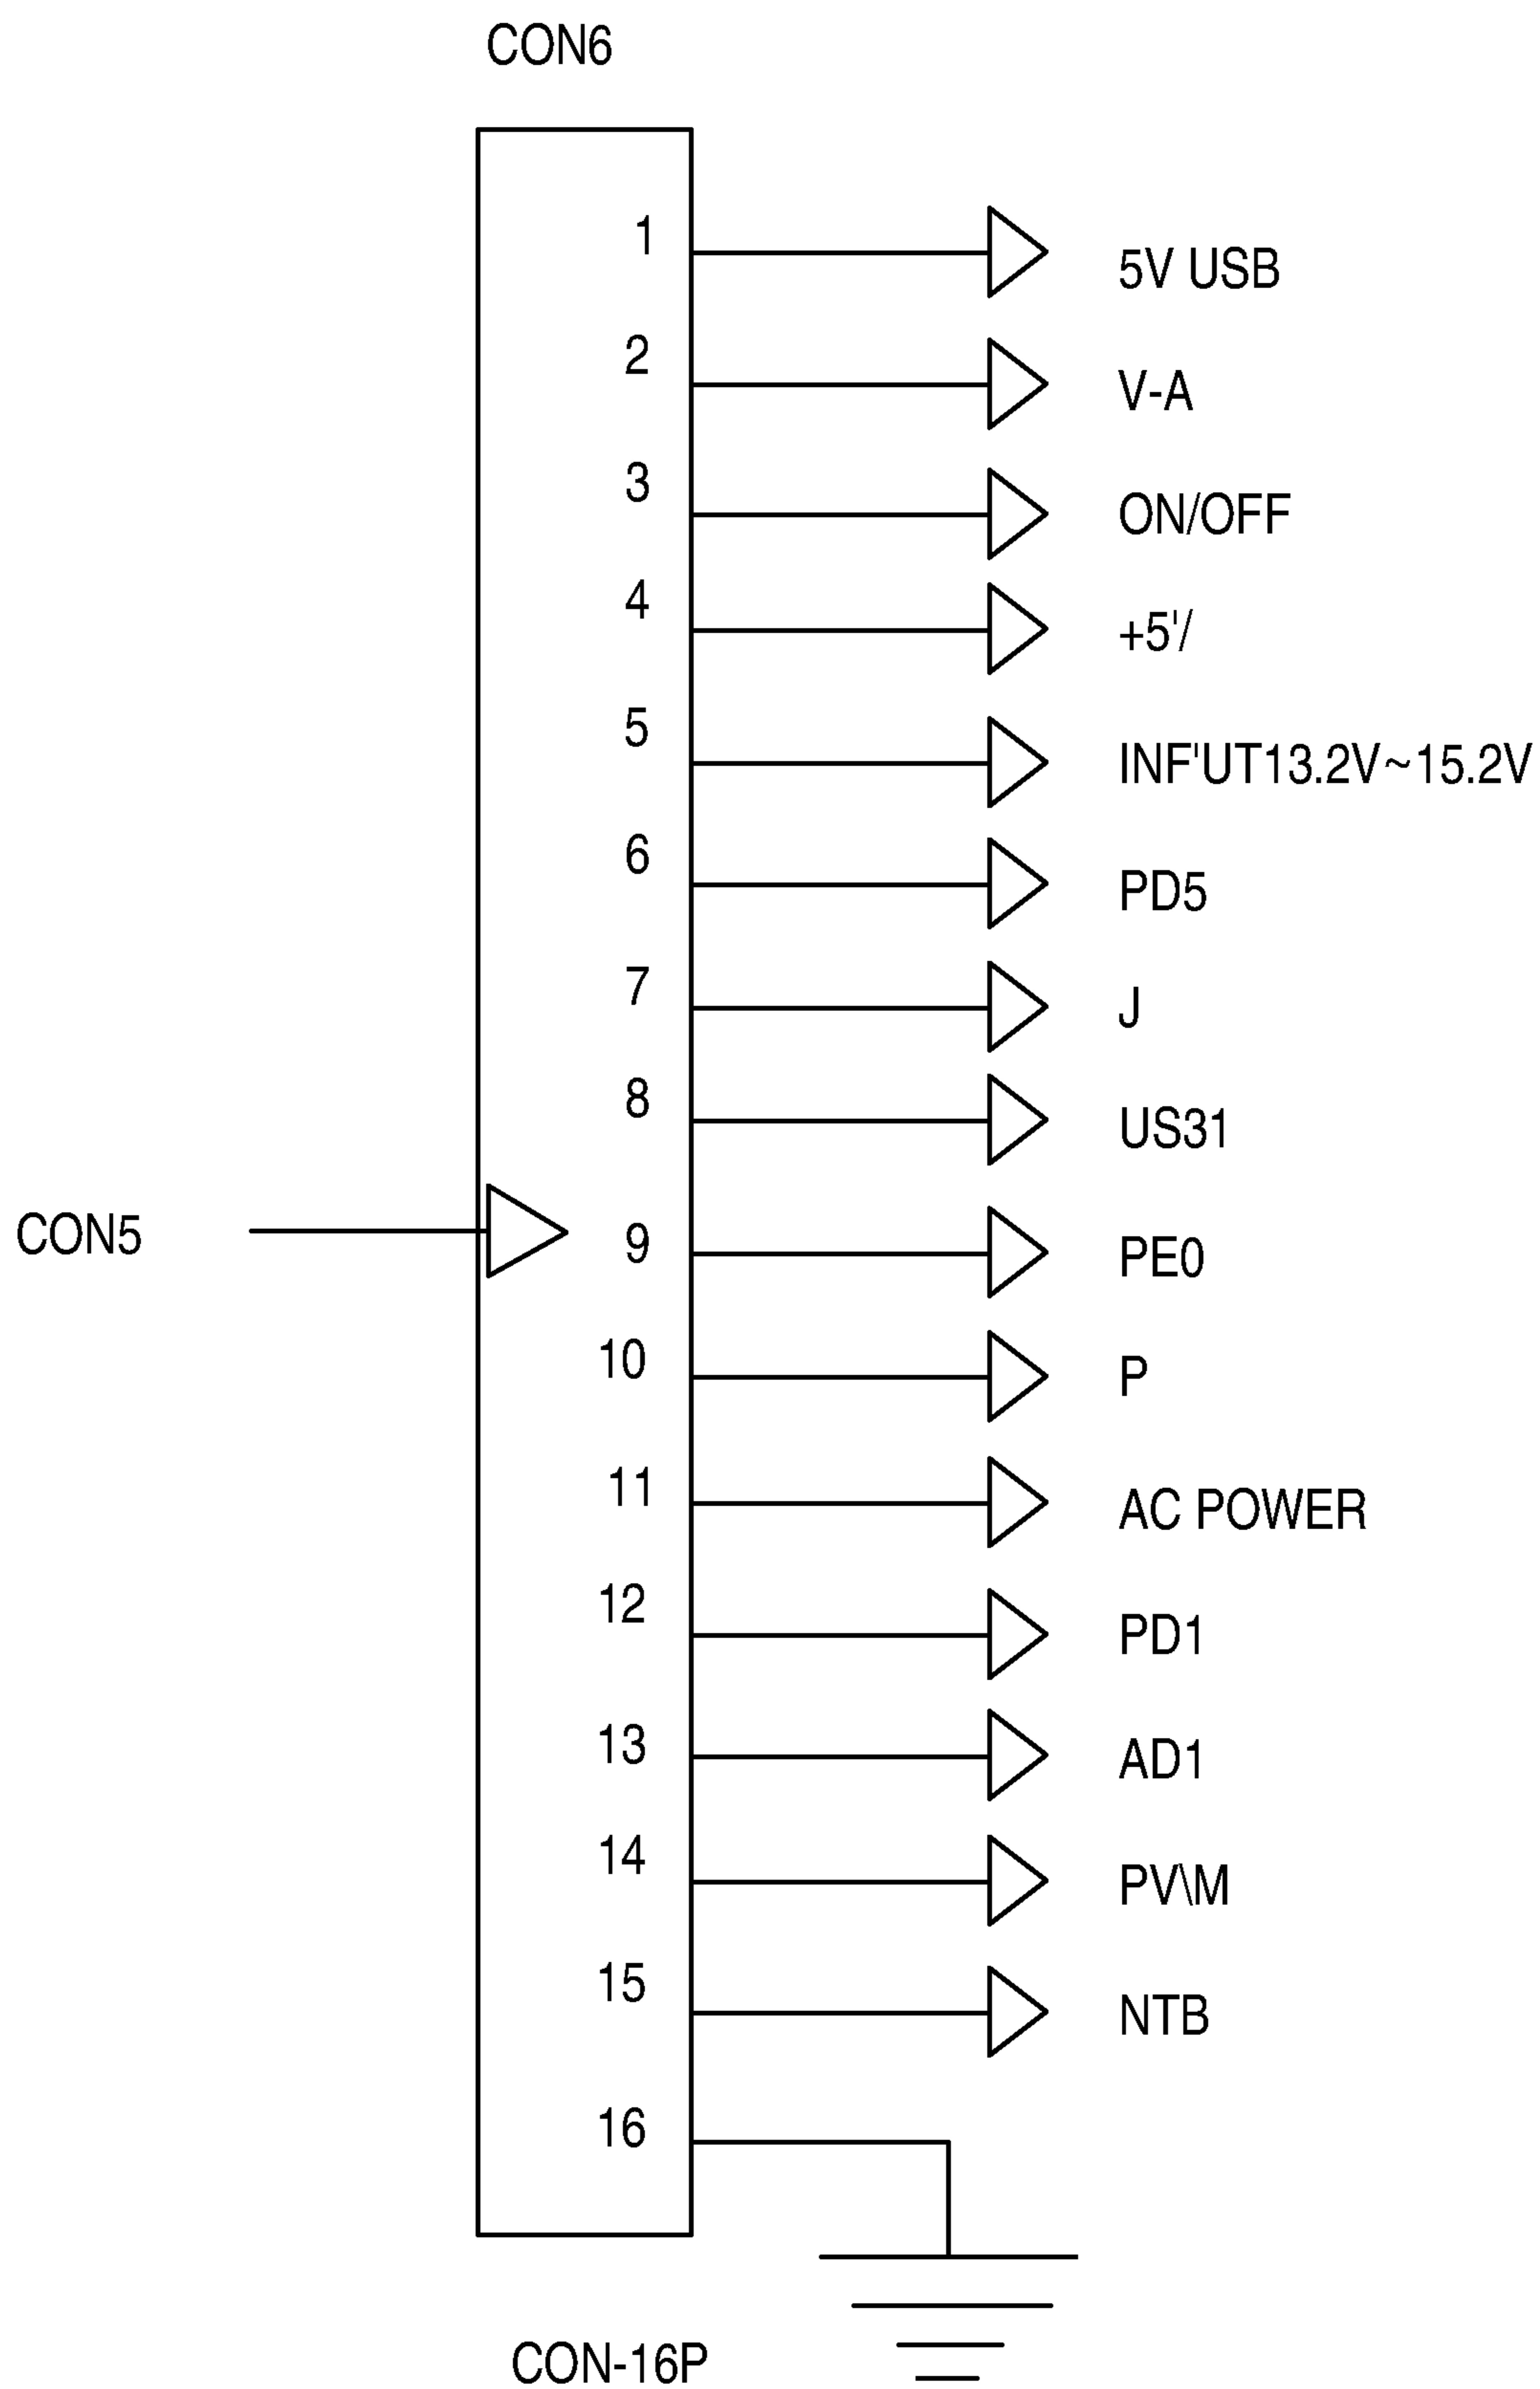 CON6
1
5V USB
2
V-A
3
ON/OFF
4
+5'/
5
INF'UT13.2V~15.2V
6
PD5
7
J
8
US31
CON5
9
PE0
10
P
11
AC POWER
12
PD1
13
AD1
14
PV\M
15
NTB
16
CON-16P